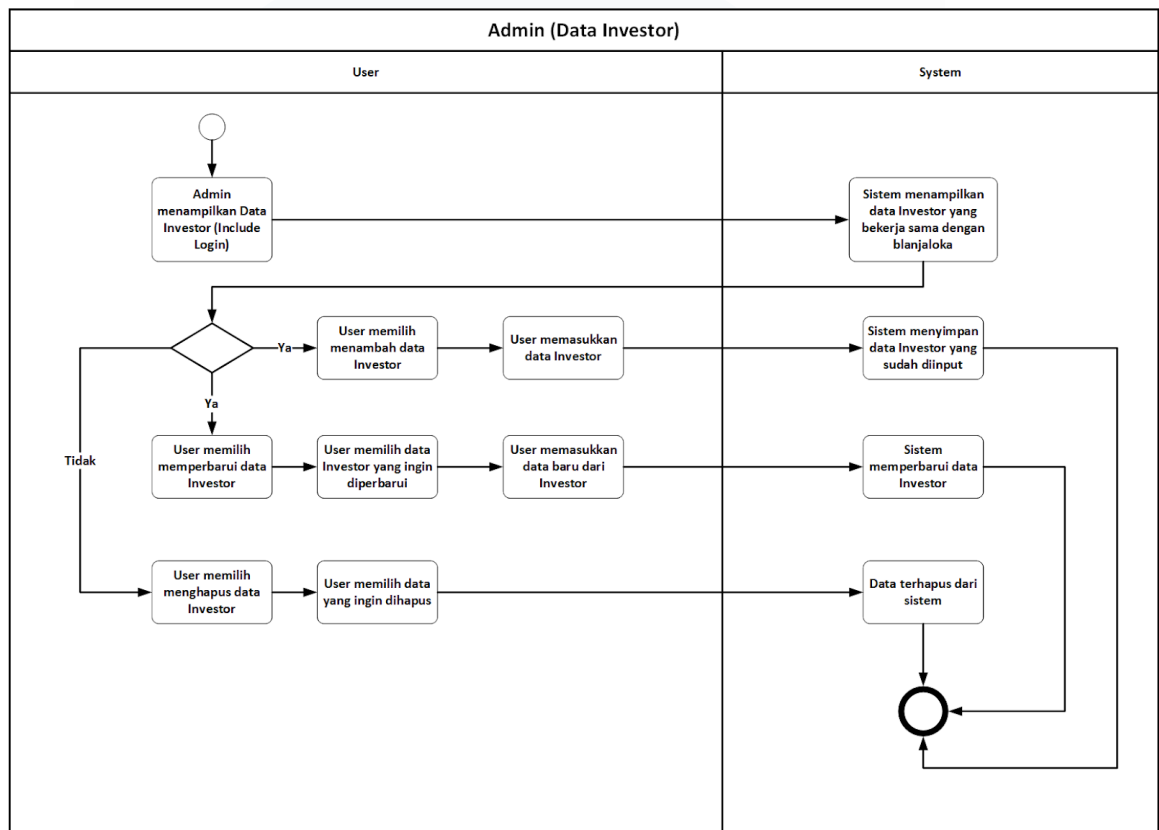 Admin (Data Investor)
User
System
Admin
menampilkan Data
Investor (Include
Login)
Sistem menampilkan
data Investor yang
bekerja sama dengan
blanjaloka
Ya
User memilih
menambah data
Investor
User memasukkan
data Investor
Sistem menyimpan
data Investor yang
sudah diinput
Ya
Tidak
User memilih
memperbarui data
Investor
User memilih data
Investor yang ingin
diperbarui
User memasukkan
data baru dari
Investor
Sistem
memperbarui data
Investor
User memilih
menghapus data
Investor
User memilih data
yang ingin dihapus
Data terhapus dari
sistem